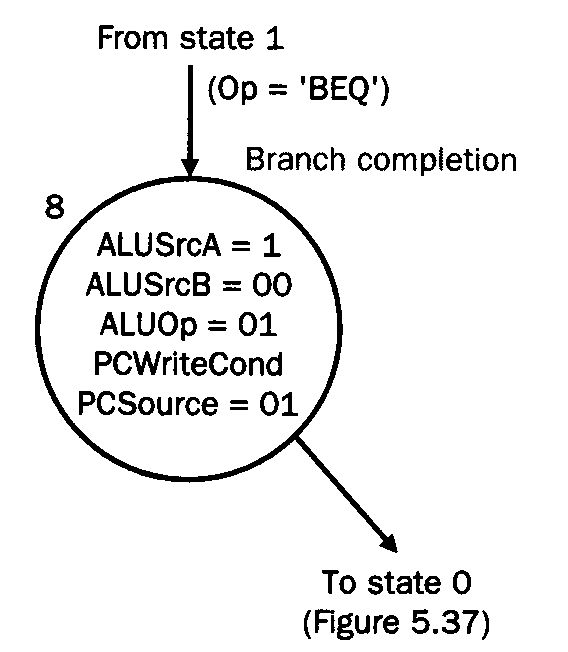 From state 1
(Op = 'BEQ')
Branch completion
8
ALUSrcA = 1
ALUSrcB = 00
ALUOp = 01
PCWriteCond
PCSource = 01
To state 0
(Figure 5.37)